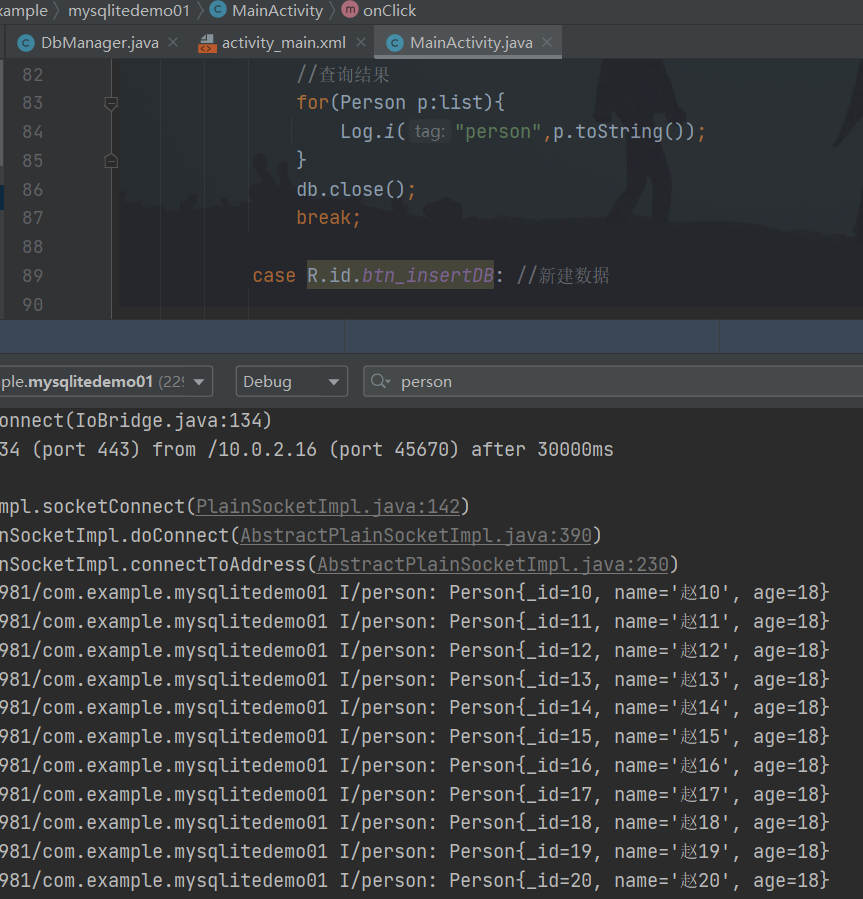 mysqlitedemo01 MainActivity onClick
DbManager.java activity_main.xml MainActivity.java
82 //查询结果
83 for(Person p:list){
84 Log.i( tag: "person",p.toString());
85 }
86 db.close();
87 break;
88
89 case R.id.btn_insertDB: //新建数据
90
ple.mysqlitedemo01 (229 Debug person
onnect(IoBridge.java:134)
34 (port 443) from /10.0.2.16 (port 45670) after 30000ms
mpl.socketConnect(PlainSocketImpl.java:142)
nSocketImpl.doConnect(AbstractPlainSocketImpl.java:390)
nSocketImpl.connectToAddress(AbstractPlainSocketImpl.java:230)
981/com.example.mysqlitedemo01 I/person: Person{_id=10, name='赵10', age=18}
981/com.example.mysqlitedemo01 I/person: Person{_id=11, name='赵11', age=18}
981/com.example.mysqlitedemo01 I/person: Person{_id=12, name='赵12', age=18}
981/com.example.mysqlitedemo01 I/person: Person{_id=13, name='赵13', age=18}
981/com.example.mysqlitedemo01 I/person: Person{_id=14, name='赵14', age=18}
981/com.example.mysqlitedemo01 I/person: Person{_id=15, name='赵15', age=18}
981/com.example.mysqlitedemo01 I/person: Person{_id=16, name='赵16', age=18}
981/com.example.mysqlitedemo01 I/person: Person{_id=17, name='赵17', age=18}
981/com.example.mysqlitedemo01 I/person: Person{_id=18, name='赵18', age=18}
981/com.example.mysqlitedemo01 I/person: Person{_id=19, name='赵19', age=18}
981/com.example.mysqlitedemo01 I/person: Person{_id=20, name='赵20', age=18}